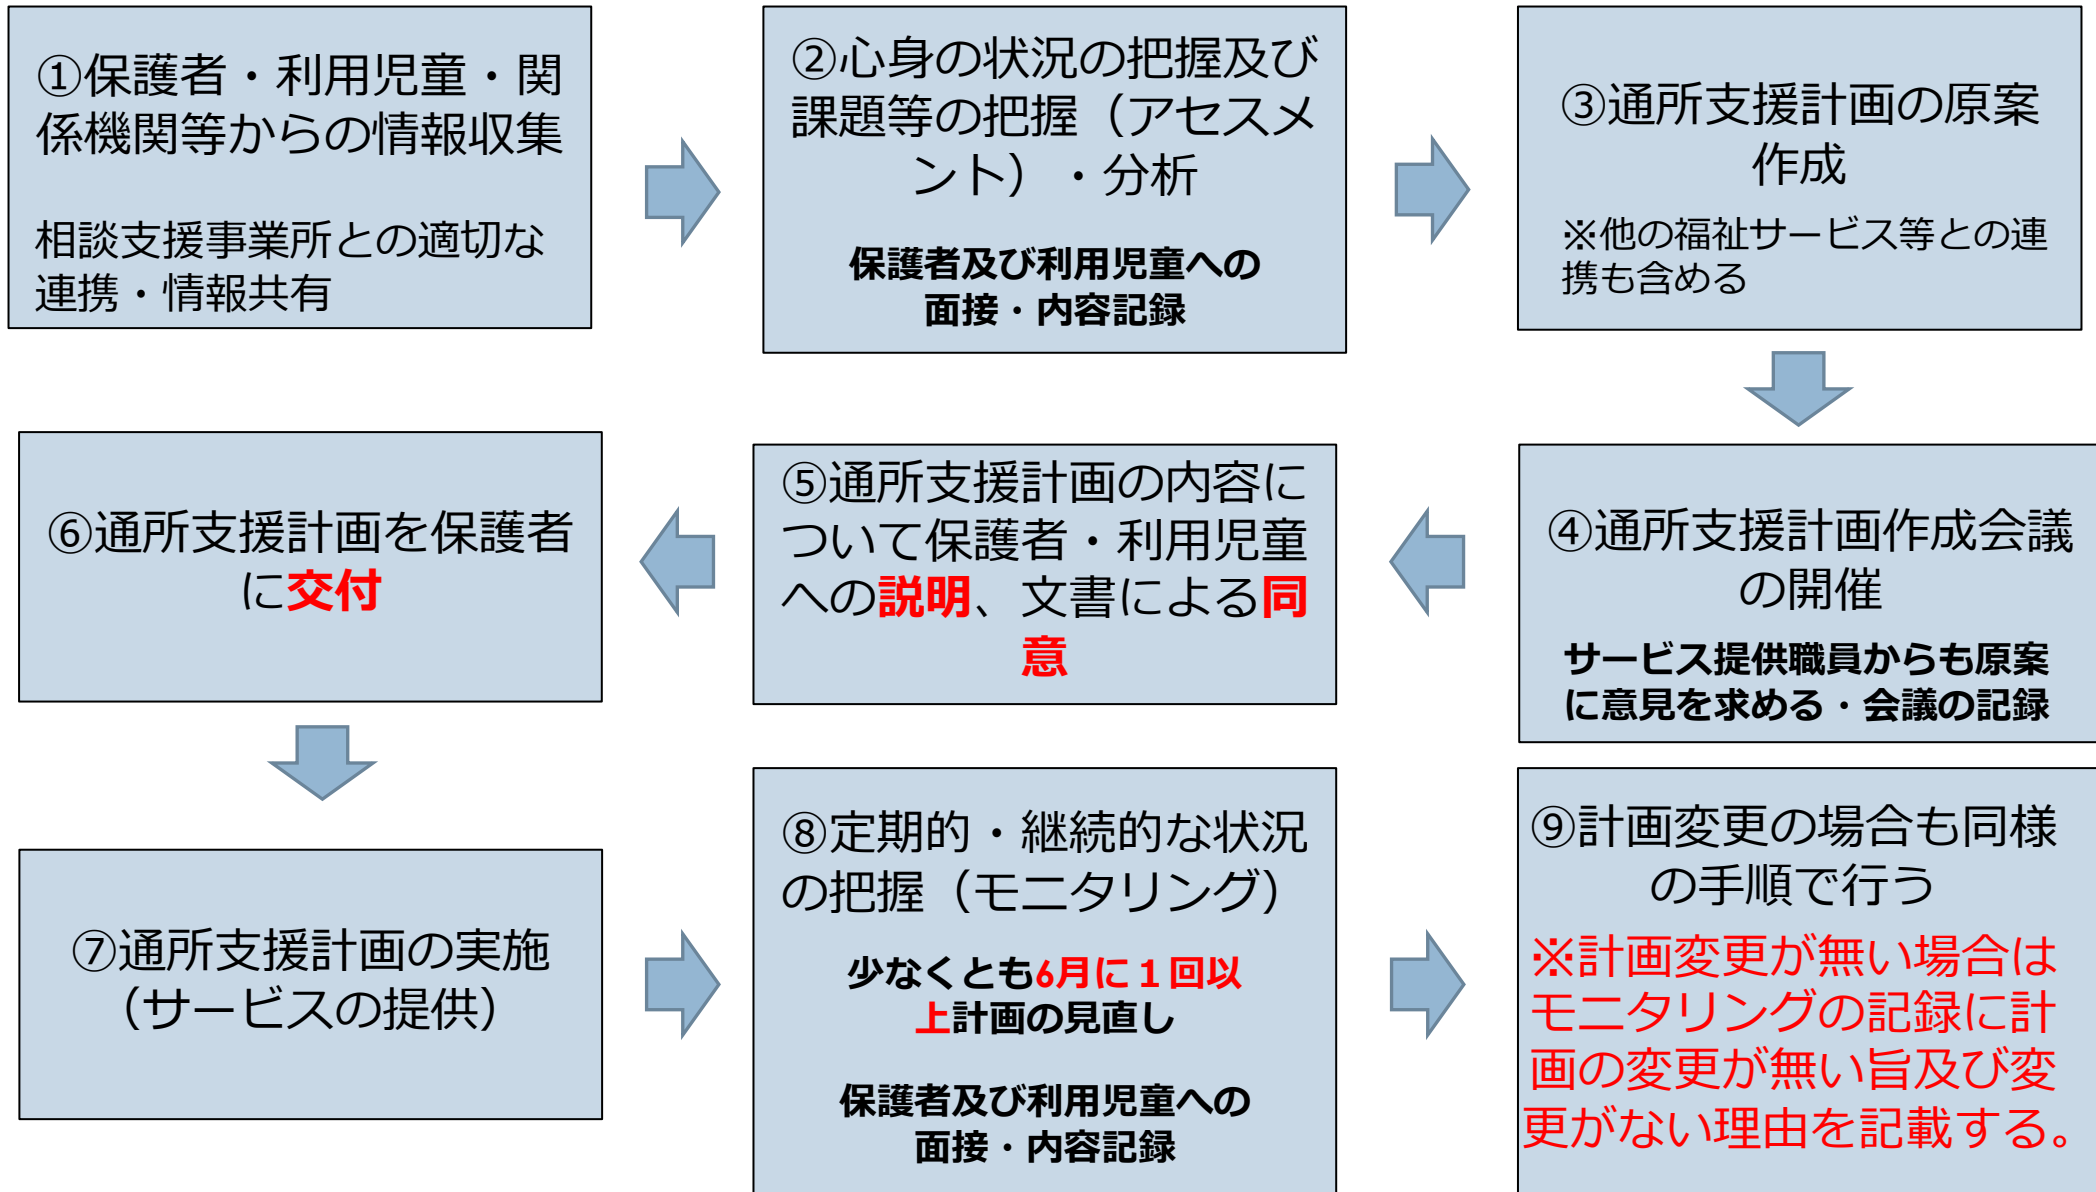 ①保護者・利用児童・関
係機関等からの情報収集
相談支援事業所との適切な
連携・情報共有
②心身の状況の把握及び
課題等の把握（アセスメ
ント）・分析
保護者及び利用児童への
面接・内容記録
③通所支援計画の原案
作成
※他の福祉サービス等との連
携も含める
④通所支援計画作成会議
の開催
サービス提供職員からも原案
に意見を求める・会議の記録
⑤通所支援計画の内容に
ついて保護者・利用児童
への説明、文書による同
意
⑥通所支援計画を保護者
に交付
⑦通所支援計画の実施
（サービスの提供）
⑧定期的・継続的な状況
の把握（モニタリング）
少なくとも6月に１回以
上計画の見直し
保護者及び利用児童への
面接・内容記録
⑨計画変更の場合も同様
の手順で行う
※計画変更が無い場合は
モニタリングの記録に計
画の変更が無い旨及び変
更がない理由を記載する。